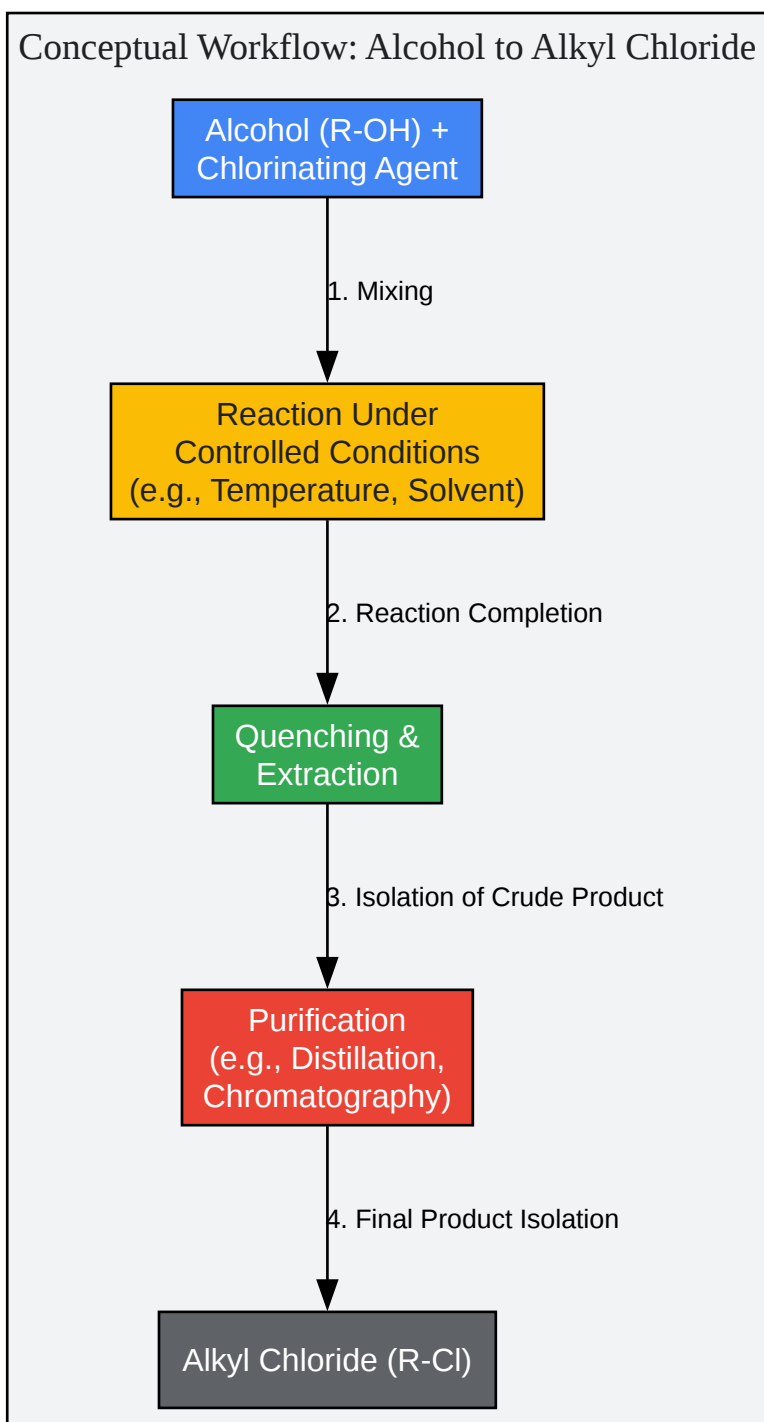 Conceptual Workflow: Alcohol to Alkyl Chloride
Alcohol (R-OH) +
Chlorinating Agent
1. Mixing
Reaction Under
Controlled Conditions
(e.g., Temperature, Solvent)
2. Reaction Completion
Quenching &
Extraction
3. Isolation of Crude Product
Purification
(e.g., Distillation,
Chromatography)
4. Final Product Isolation
Alkyl Chloride (R-Cl)